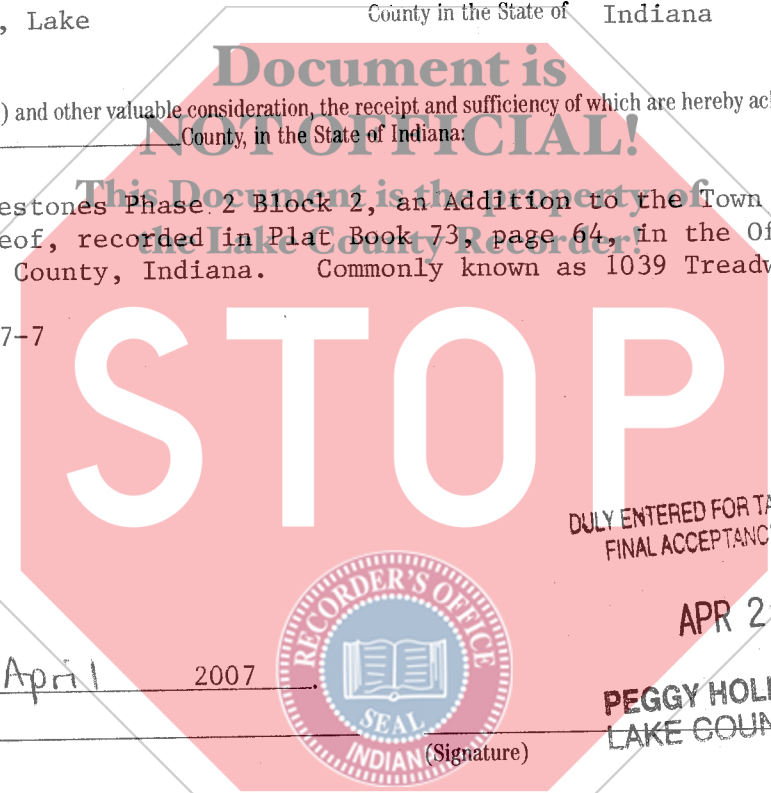 , Lake County in the State of Indiana
Document is
) and other valuable consideration, the receipt and sufficiency of which are hereby ac
NOT OFFICIAL!
County, in the State of Indiana:
This Document is the property of
estones Phase 2 Block 2, an Addition to the Town
the Lake County Recorder!
eof, recorded in Plat Book 73, page 64, in the Of
County, Indiana. Commonly known as 1039 Treadw
7-7
STOP
DULY ENTERED FOR TA
FINAL ACCEPTANC
RECORDER'S OFFICE
APR 2
April 2007 .
SEAL
PEGGY HOL
LAKE COUN
INDIAN
(Signature)